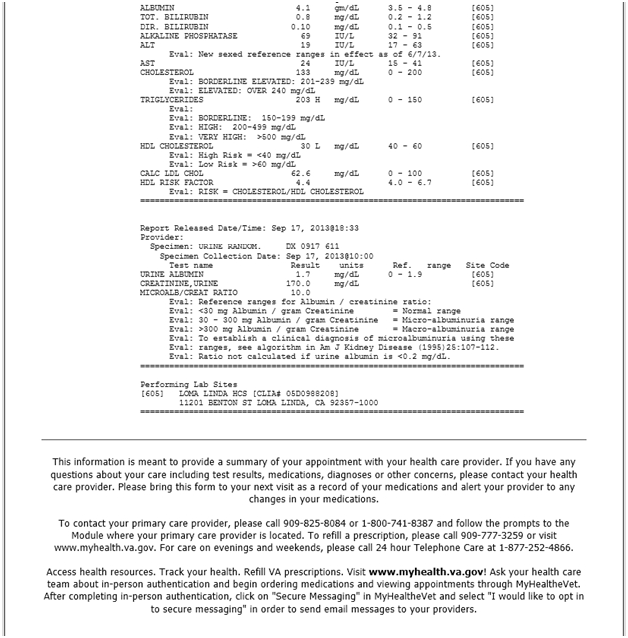 ALBUMIN 4.1 gm/dL 3.5 - 4.8 [605]
TOT. BILIRUBIN 0.8 mg/dL 0.2 - 1.2 [605]
DIR. BILIRUBIN 0.10 mg/dL 0.1 - 0.5 [605]
ALKALINE PHOSPHATASE 69 IU/L 32 - 91 [605]
ALT 19 IU/L 17 - 63 [605]
Eval: New sexed reference ranges in effect as of 6/7/13.
AST 24 IU/L 15 - 41 [605]
CHOLESTEROL 133 mg/dL 0 - 200 [605]
Eval: BORDERLINE ELEVATED: 201-239 mg/dL
Eval: ELEVATED: OVER 240 mg/dL
TRIGLYCERIDES 203 H mg/dL 0 - 150 [605]
Eval:
Eval: BORDERLINE: 150-199 mg/dL
Eval: HIGH: 200-499 mg/dL
Eval: VERY HIGH: >500 mg/dL
HDL CHOLESTEROL 30 L mg/dL 40 - 60 [605]
Eval: High Risk = <40 mg/dL
Eval: Low Risk = >60 mg/dL
CALC LDL CHOL 62.6 mg/dL 0 - 100 [605]
HDL RISK FACTOR 4.4 4.0 - 6.7 [605]
Eval: RISK = CHOLESTEROL/HDL CHOLESTEROL
Report Released Date/Time: Sep 17, 2013@18:33
Provider:
Specimen: URINE RANDOM. DX 0917 611
Specimen Collection Date: Sep 17, 2013@10:00
Test name Result units Ref. range Site Code
URINE ALBUMIN 1.7 mg/dL 0 - 1.9 [605]
CREATININE,URINE 170.0 mg/dL [605]
MICROALB/CREAT RATIO 10.0
Eval: Reference ranges for Albumin / creatinine ratio:
Eval: <30 mg Albumin / gram Creatinine = Normal range
Eval: 30 - 300 mg Albumin / gram Creatinine = Micro-albuminuria range
Eval: >300 mg Albumin / gram Creatinine = Macro-albuminuria range
Eval: To establish a clinical diagnosis of microalbuminuria using these
Eval: ranges, see algorithm in Am J Kidney Disease (1995)25:107-112.
Eval: Ratio not calculated if urine albumin is <0.2 mg/dL.
Performing Lab Sites
[605] LOMA LINDA HCS [CLIA# 05D0988208]
11201 BENTON ST LOMA LINDA, CA 92357-1000
This information is meant to provide a summary of your appointment with your health care provider. If you have any
questions about your care including test results, medications, diagnoses or other concerns, please contact your health
care provider. Please bring this form to your next visit as a record of your medications and alert your provider to any
changes in your medications.
To contact your primary care provider, please call 909-825-8084 or 1-800-741-8387 and follow the prompts to the
Module where your primary care provider is located. To refill a prescription, please call 909-777-3259 or visit
www.myhealth.va.gov. For care on evenings and weekends, please call 24 hour Telephone Care at 1-877-252-4866.
Access health resources. Track your health. Refill VA prescriptions. Visit www.myhealth.va.gov! Ask your health care
team about in-person authentication and begin ordering medications and viewing appointments through MyHealtheVet.
After completing in-person authentication, click on "Secure Messaging" in MyHealtheVet and select "I would like to opt in
to secure messaging" in order to send email messages to your providers.